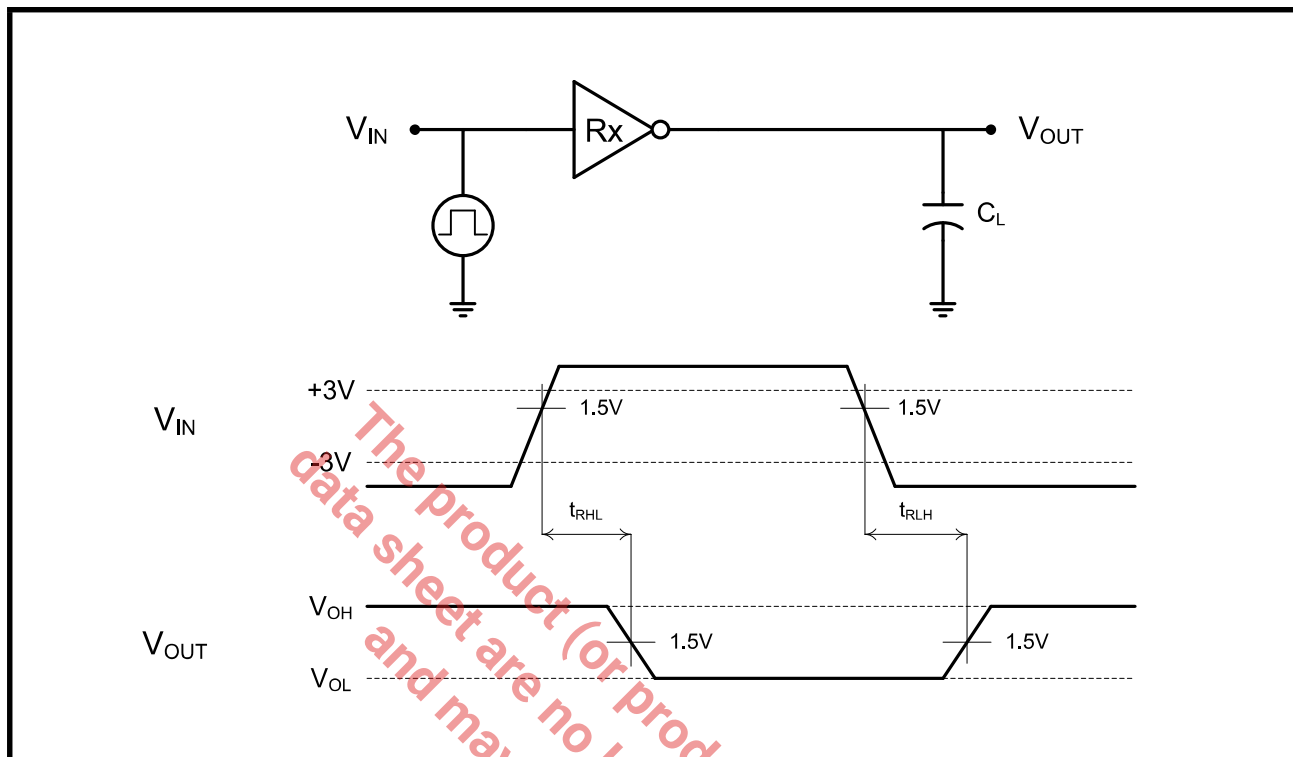 V_IN Rx V_OUT
C_L
+3V
1.5V 1.5V
V_IN
-3V
t_RHL t_RLH
V_OH
1.5V 1.5V
V_OUT
V_OL
The product (or prod
data sheet are no
and may